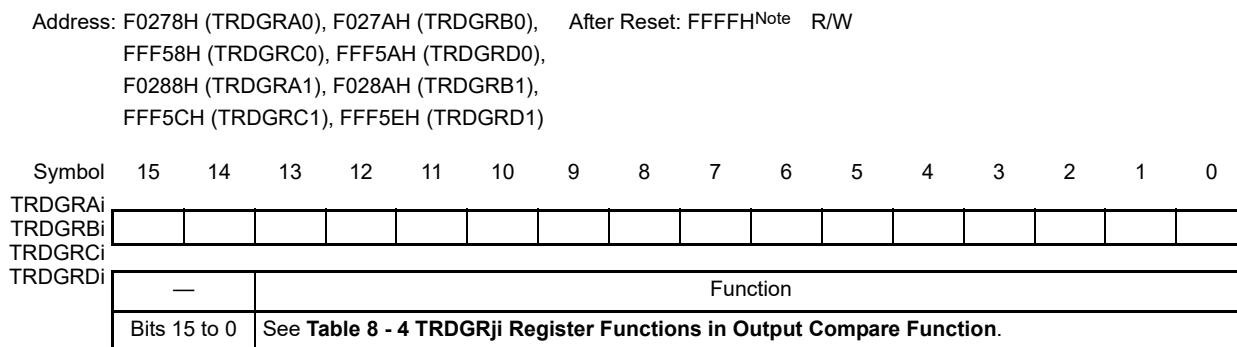 Address: F0278H (TRDGRA0), F027AH (TRDGRB0), After Reset: FFFFHNote R/W
FFF58H (TRDGRC0), FFF5AH (TRDGRD0),
F0288H (TRDGRA1), F028AH (TRDGRB1),
FFF5CH (TRDGRC1), FFF5EH (TRDGRD1)
Symbol 15 14 13 12 11 10 9 8 7 6 5 4 3 2 1 0
TRDGRAi
TRDGRBi
TRDGRCi
TRDGRDi
— Function
Bits 15 to 0 See Table 8 - 4 TRDGRji Register Functions in Output Compare Function.